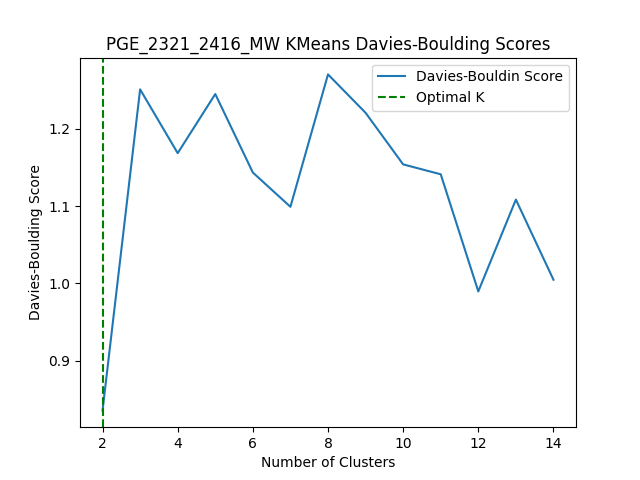 PGE_2321_2416_MW KMeans Davies-Boulding Scores
Davies-Bouldin Score
Optimal K
Davies-Boulding Score
1.2
1.1
1.0
0.9
2 4 6 8 10 12 14
Number of Clusters